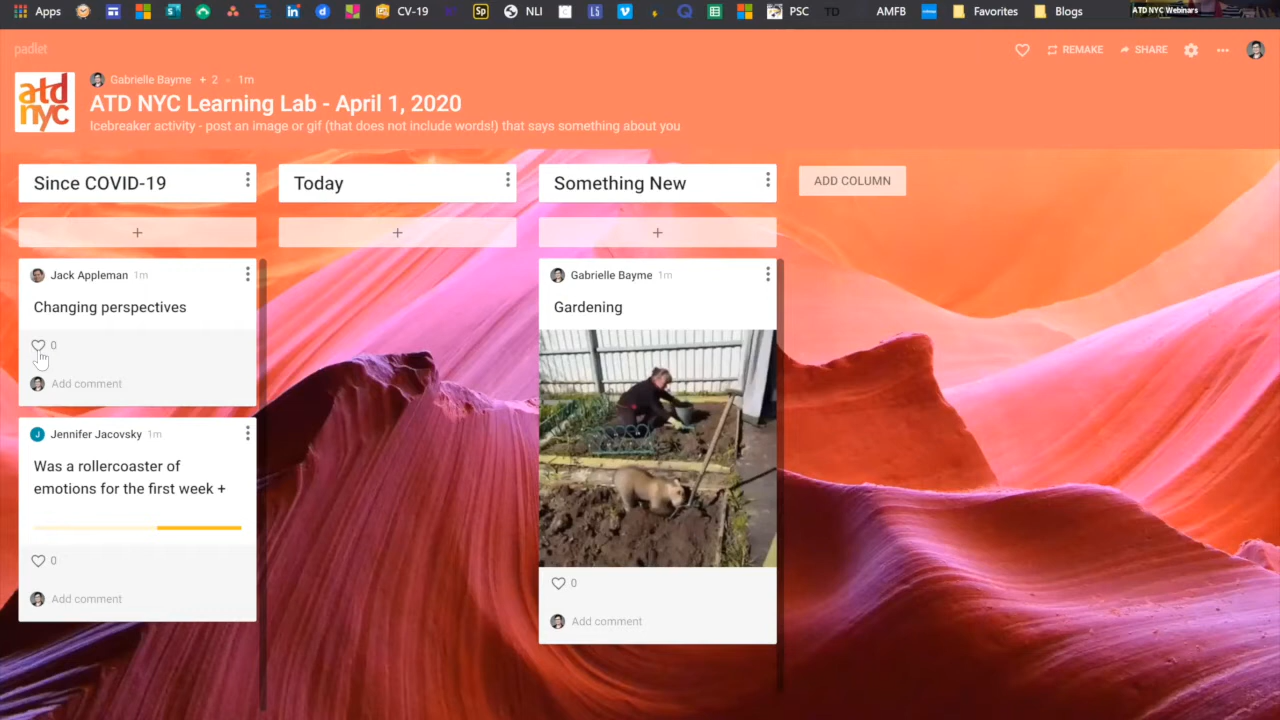 Apps
CV-19
Sp
NLI
LS
PSC
TD
AMFB
Favorites
Blogs
ATD NYC Webinars
padlet
REMAKE
SHARE
atd
nyc
Gabrielle Bayme + 2 · 1m
ATD NYC Learning Lab - April 1, 2020
Icebreaker activity - post an image or gif (that does not include words!) that says something about you
Since COVID-19
+
Jack Appleman 1m
Changing perspectives
0
Add comment
J Jennifer Jacovsky 1m
Was a rollercoaster of
emotions for the first week +
0
Add comment
Today
+
Something New
+
Gabrielle Bayme 1m
Gardening
0
Add comment
ADD COLUMN